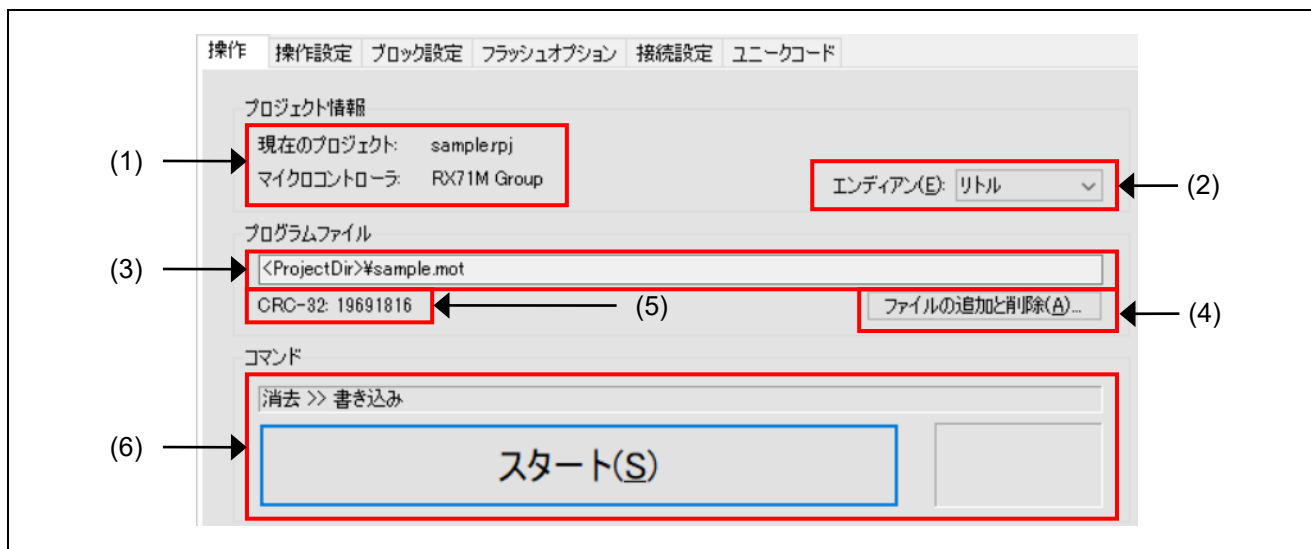 操作 操作設定 ブロック設定 フラッシュオプション 接続設定 ユニークコード
プロジェクト情報
(1)
現在のプロジェクト: sample.rpj
マイクロコントローラ: RX71M Group
エンディアン(E): リトル
(2)
プログラムファイル
(3)
<ProjectDir>¥sample.mot
CRC-32: 19691816
(5)
ファイルの追加と削除(A)...
(4)
コマンド
消去 >> 書き込み
(6)
スタート(S)